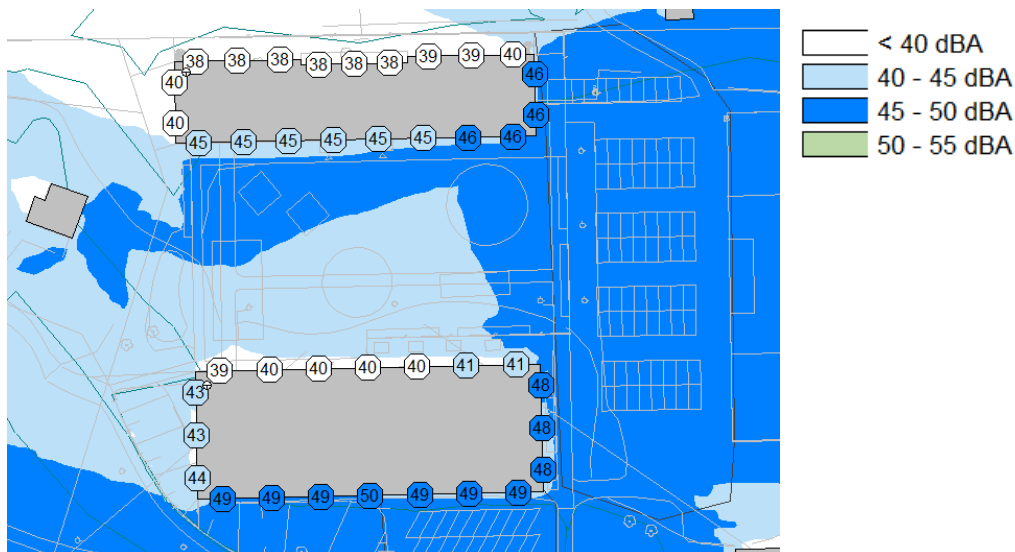 38 38 38 38 38 38 39 39 40
< 40 dBA
40 46
40 - 45 dBA
40 46
45 - 50 dBA
45 45 45 45 45 45 46 46
50 - 55 dBA
39 40 40 40 40 41 41
43 48
43 48
44 48
49 49 49 50 49 49 49